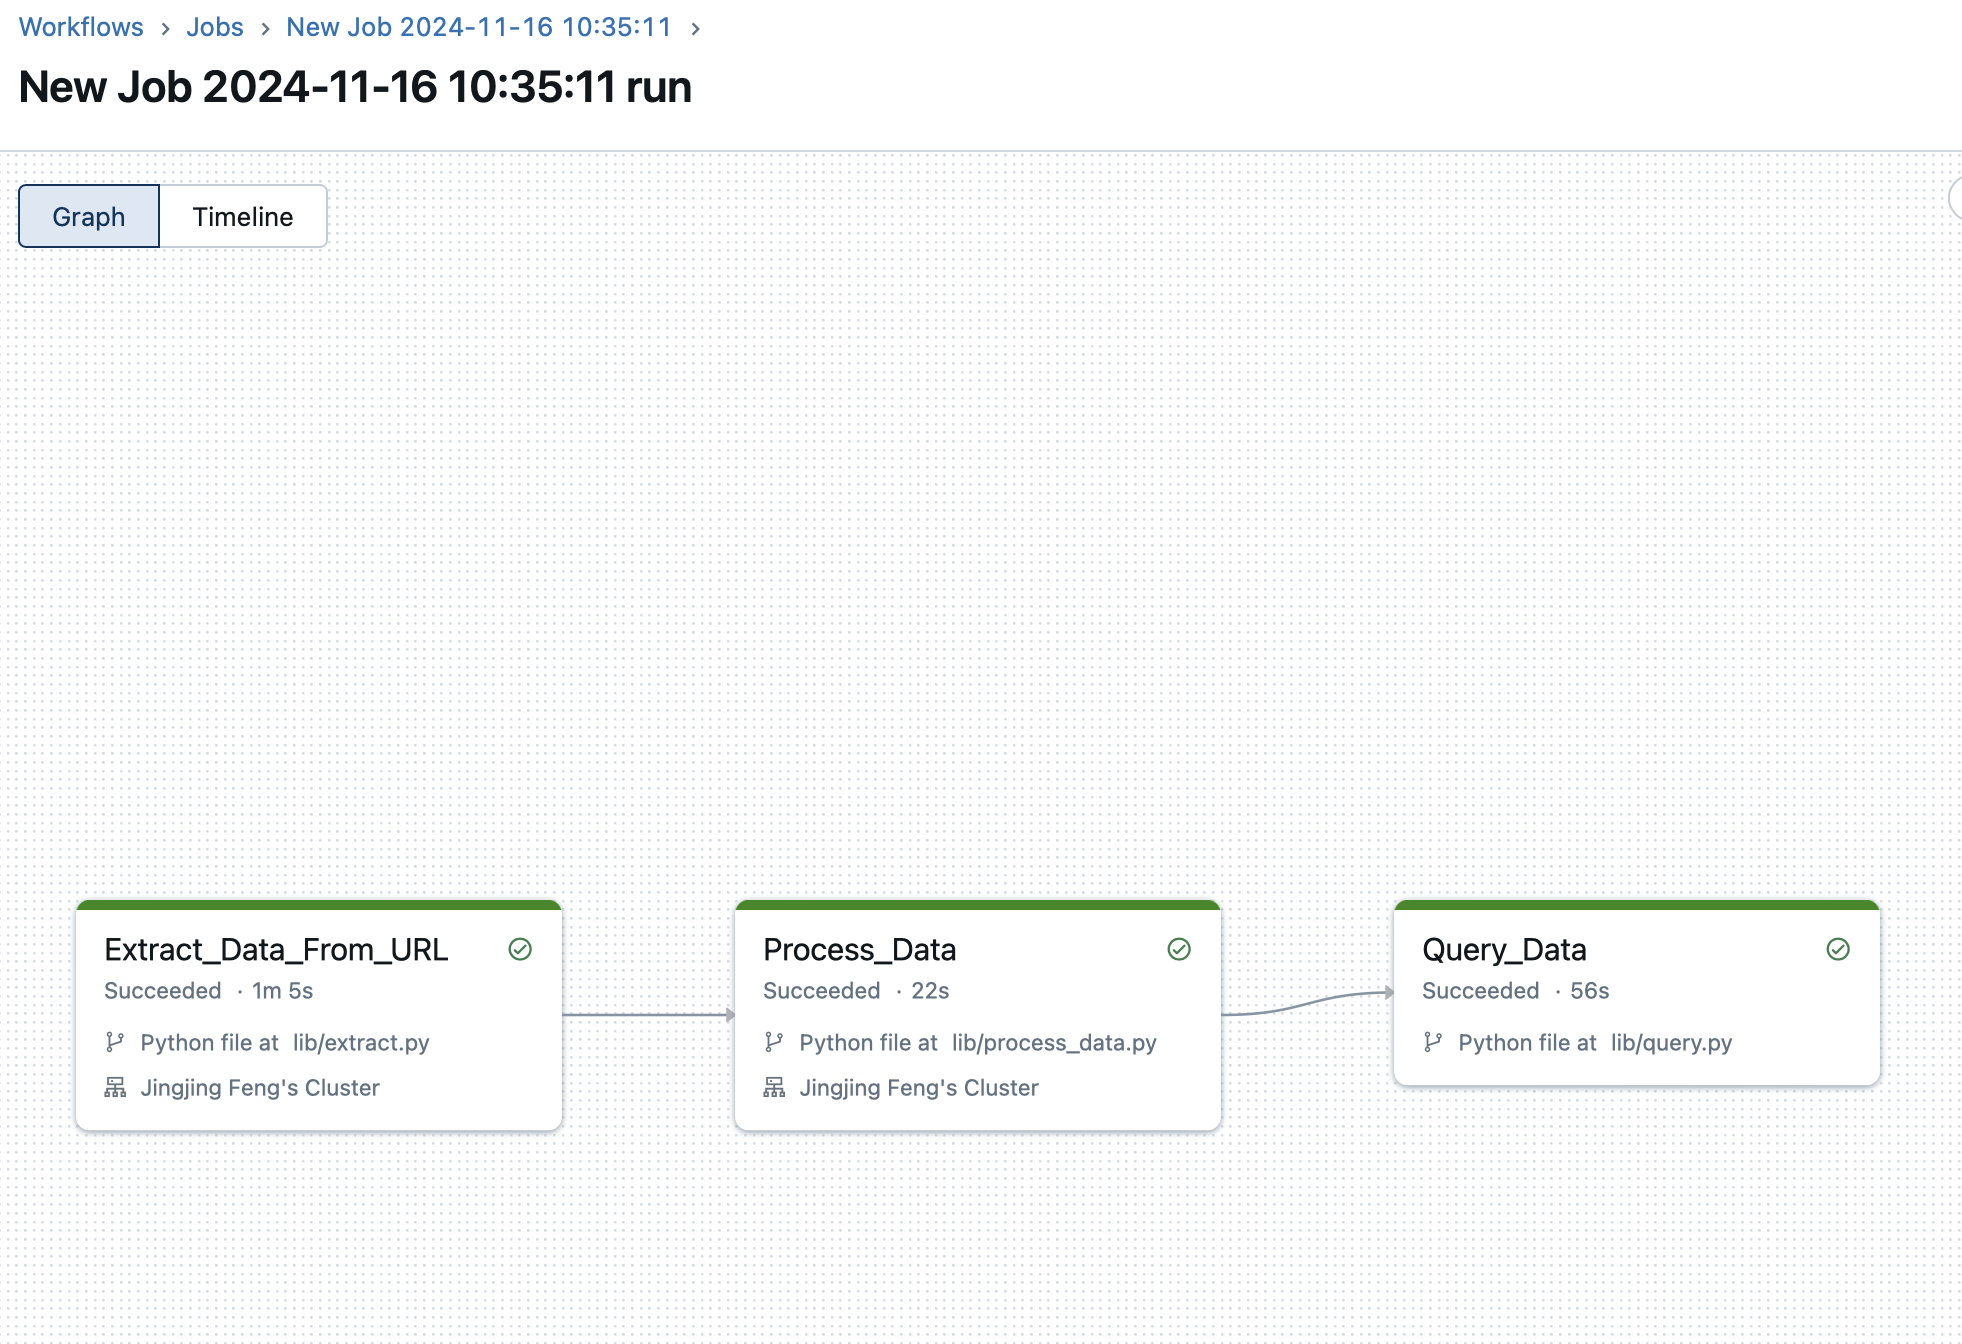 Workflows › Jobs › New Job 2024-11-16 10:35:11 ›
New Job 2024-11-16 10:35:11 run
Graph Timeline
Extract_Data_From_URL
Succeeded · 1m 5s
Python file at lib/extract.py
Jingjing Feng's Cluster
Process_Data
Succeeded · 22s
Python file at lib/process_data.py
Jingjing Feng's Cluster
Query_Data
Succeeded · 56s
Python file at lib/query.py